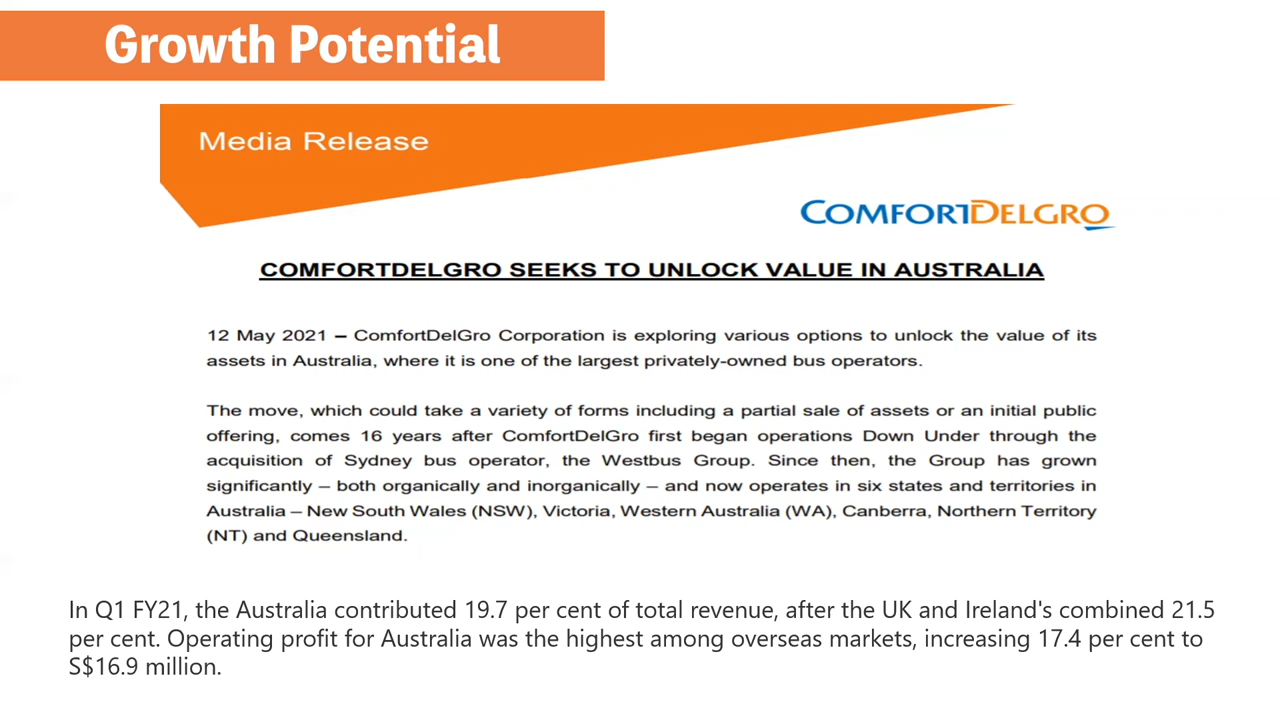 Growth Potential
Media Release
COMFORTDELGRO
COMFORTDELGRO SEEKS TO UNLOCK VALUE IN AUSTRALIA
12 May 2021 – ComfortDelGro Corporation is exploring various options to unlock the value of its
assets in Australia, where it is one of the largest privately-owned bus operators.
The move, which could take a variety of forms including a partial sale of assets or an initial public
offering, comes 16 years after ComfortDelGro first began operations Down Under through the
acquisition of Sydney bus operator, the Westbus Group. Since then, the Group has grown
significantly – both organically and inorganically – and now operates in six states and territories in
Australia – New South Wales (NSW), Victoria, Western Australia (WA), Canberra, Northern Territory
(NT) and Queensland.
In Q1 FY21, the Australia contributed 19.7 per cent of total revenue, after the UK and Ireland's combined 21.5
per cent. Operating profit for Australia was the highest among overseas markets, increasing 17.4 per cent to
S$16.9 million.